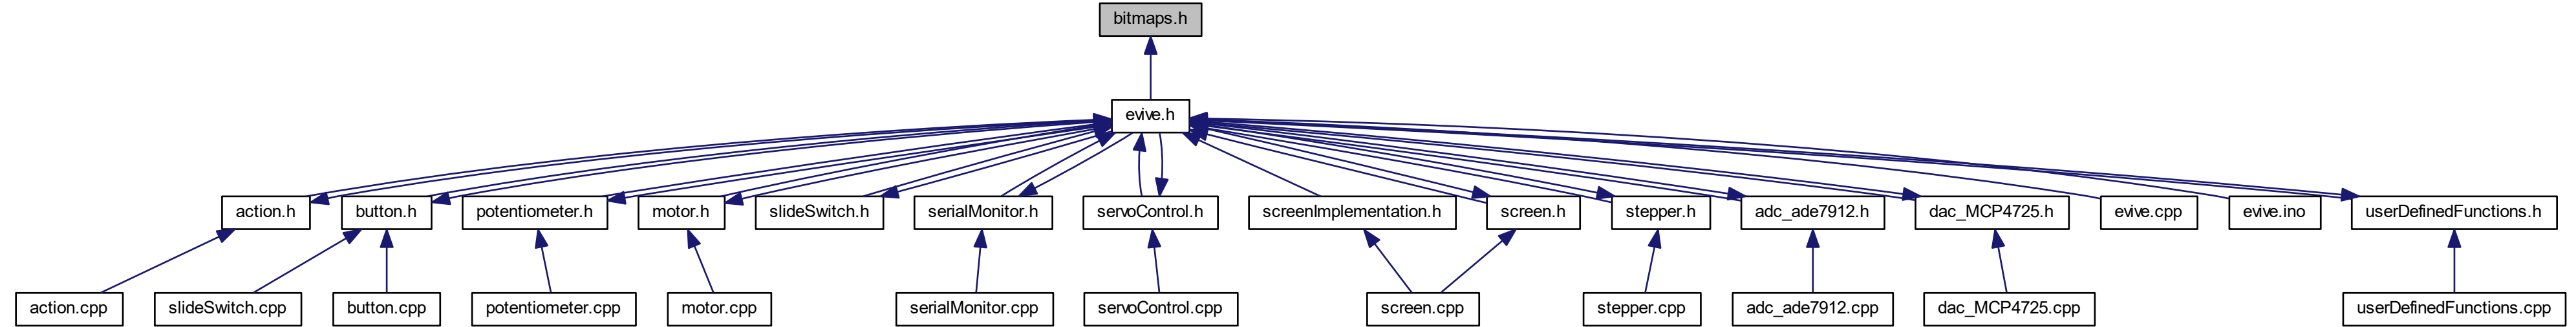 bitmaps.h
evive.h
action.h
button.h
potentiometer.h
motor.h
slideSwitch.h
serialMonitor.h
servoControl.h
screenImplementation.h
screen.h
stepper.h
adc_ade7912.h
dac_MCP4725.h
evive.cpp
evive.ino
userDefinedFunctions.h
action.cpp
slideSwitch.cpp
button.cpp
potentiometer.cpp
motor.cpp
serialMonitor.cpp
servoControl.cpp
screen.cpp
stepper.cpp
adc_ade7912.cpp
dac_MCP4725.cpp
userDefinedFunctions.cpp